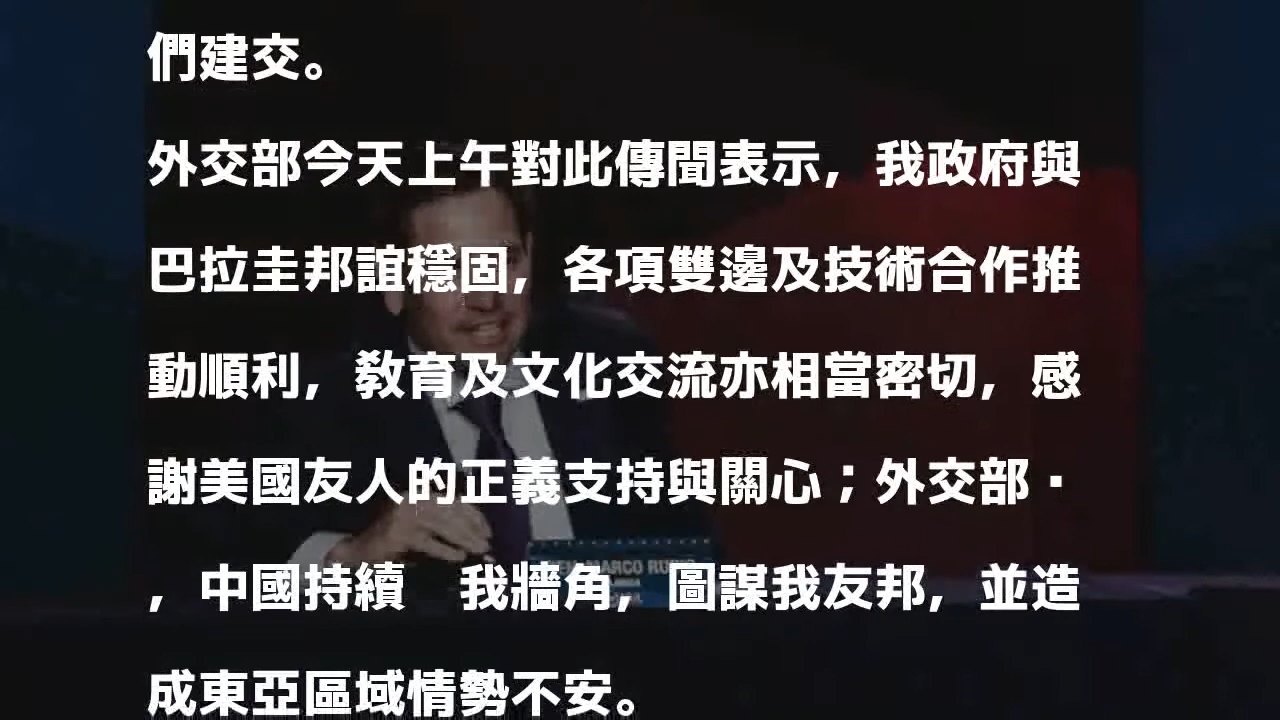 們建交。
外交部今天上午對此傳聞表示，我政府與
巴拉圭邦誼穩固，各項雙邊及技術合作推
動順利，教育及文化交流亦相當密切，感
謝美國友人的正義支持與關心；外交部·
，中國持續　我牆角，圖謀我友邦，並造
成東亞區域情勢不安。
MARCO RUBIO